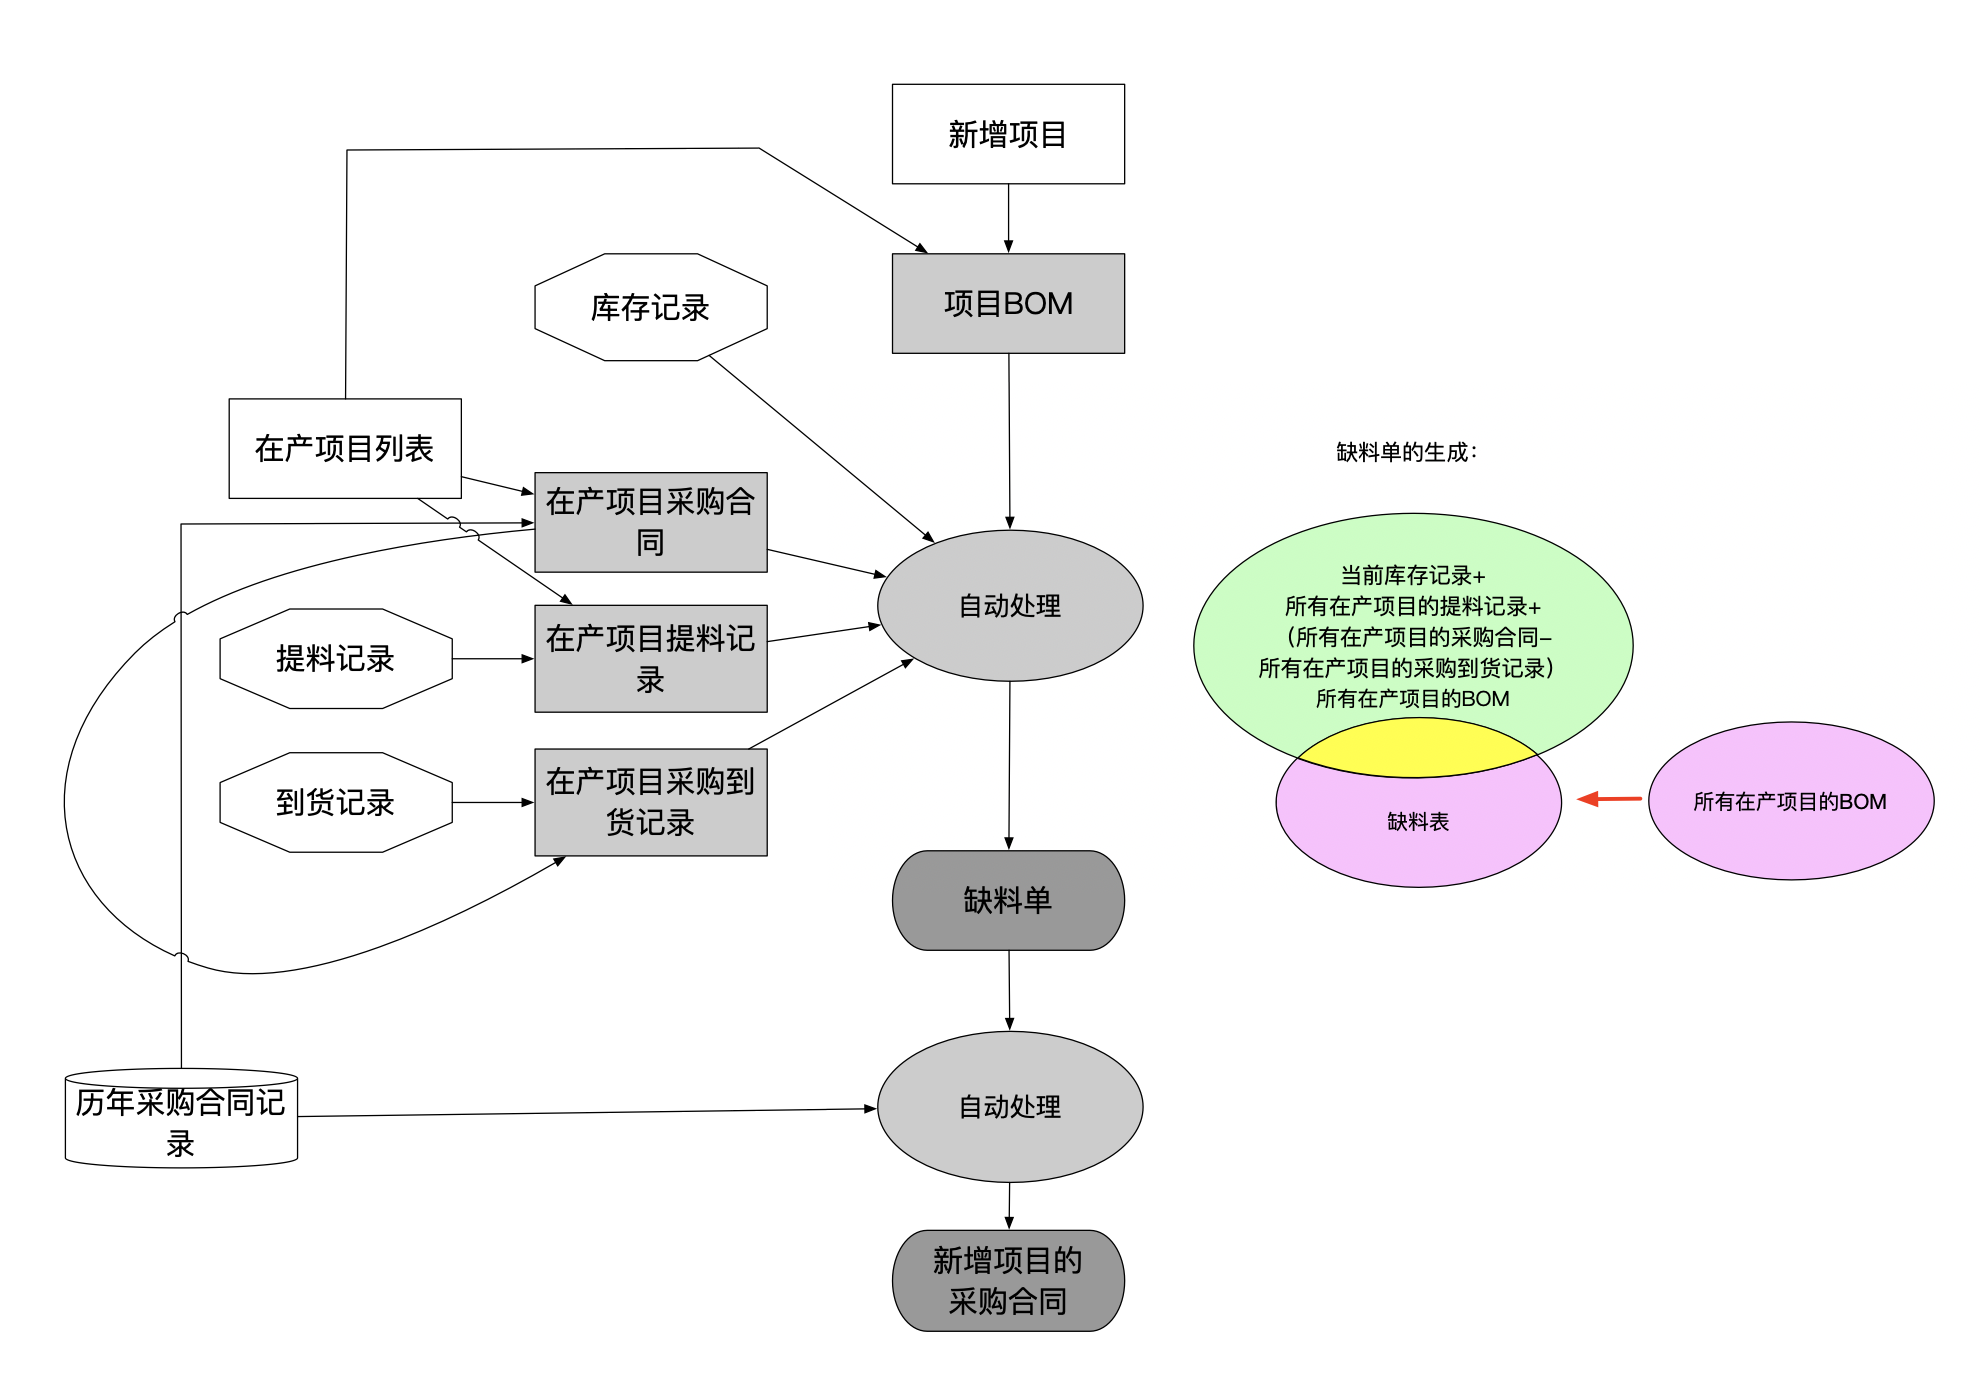 新增项目
项目BOM
库存记录
在产项目列表
在产项目采购合
同
提料记录
在产项目提料记
录
到货记录
在产项目采购到
货记录
自动处理
缺料单
历年采购合同记
录
自动处理
新增项目的
采购合同
缺料单的生成：
当前库存记录+
所有在产项目的提料记录+
（所有在产项目的采购合同-
所有在产项目的采购到货记录）
所有在产项目的BOM
缺料表
所有在产项目的BOM